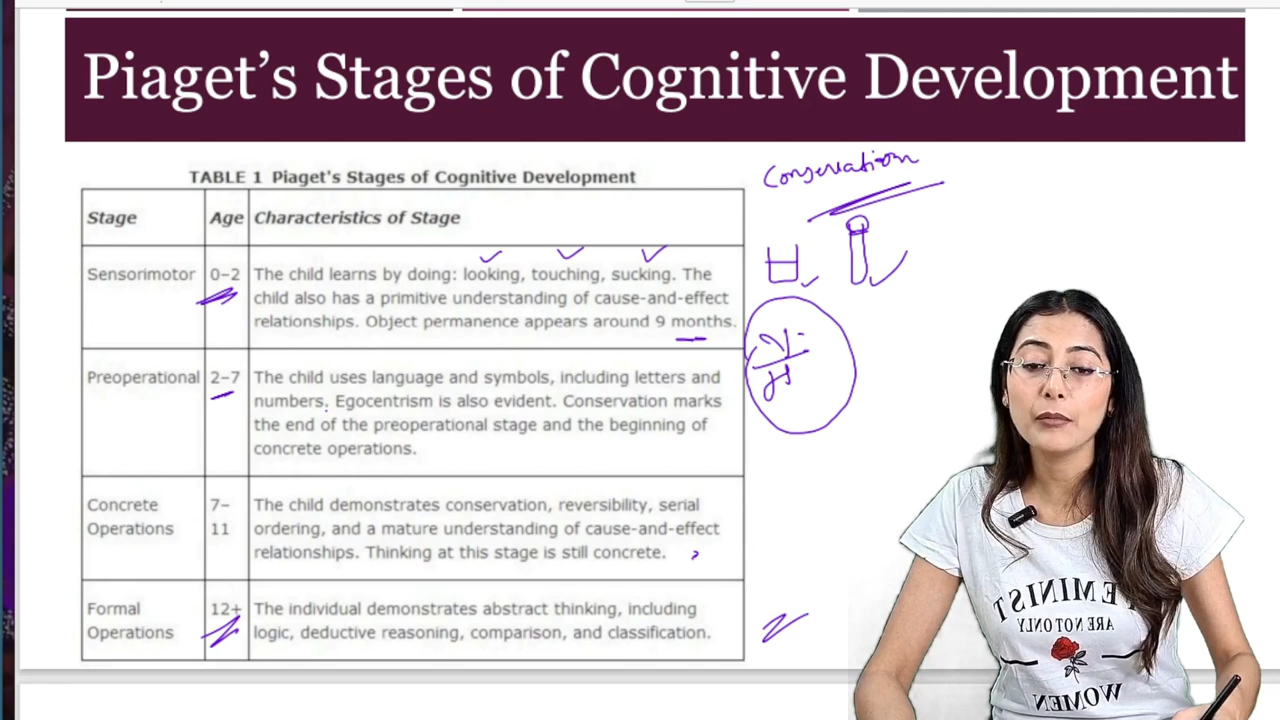 Piaget's Stages of Cognitive Development
TABLE 1 Piaget's Stages of Cognitive Development
Conservation
Stage Age Characteristics of Stage
Sensorimotor 0–2 The child learns by doing: looking, touching, sucking. The
child also has a primitive understanding of cause-and-effect
relationships. Object permanence appears around 9 months.
Preoperational 2–7 The child uses language and symbols, including letters and
numbers. Egocentrism is also evident. Conservation marks
the end of the preoperational stage and the beginning of
concrete operations.
Concrete 7– The child demonstrates conservation, reversibility, serial
Operations 11 ordering, and a mature understanding of cause-and-effect
relationships. Thinking at this stage is still concrete.
Formal 12+ The individual demonstrates abstract thinking, including
Operations logic, deductive reasoning, comparison, and classification.
FEMINIST
ARE NOT ONLY
WOMEN